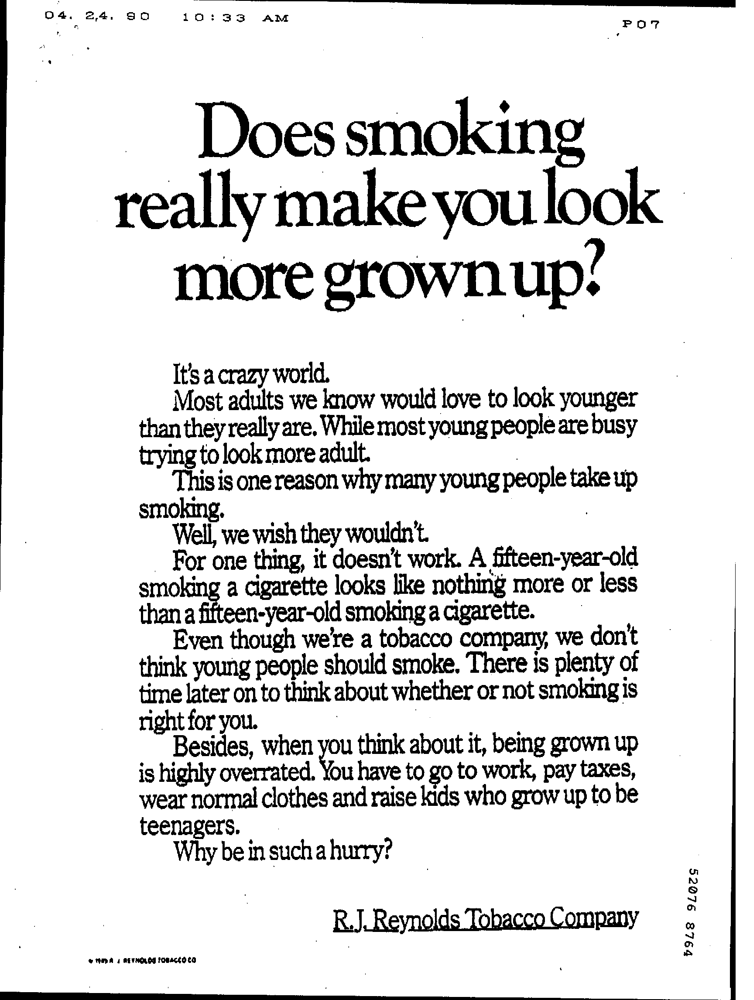 04. 24. 90 10:33 AM
P07
Does smoking
really make you look
more grown up?
It's a crazy world.
Most adults we know would love to look younger
than they really are. While most young people are busy
trying to look more adult.
This is one reason why many young people take up
smoking.
Well, we wish they wouldn't.
For one thing, it doesn't work. A fifteen-year-old
smoking a cigarette looks like nothing more or less
than a fifteen-year-old smoking a cigarette.
Even though we're a tobacco company, we don't
think young people should smoke. There is plenty of
time later on to think about whether or not smoking is
right for you.
Besides, when you think about it, being grown up
is highly overrated. You have to go to work, pay taxes,
wear normal clothes and raise kids who grow up to be
teenagers.
Why be in such a hurry?
R.J. Reynolds Tobacco Company
R J REYNOLDS TOBACCO CO
52076 8764